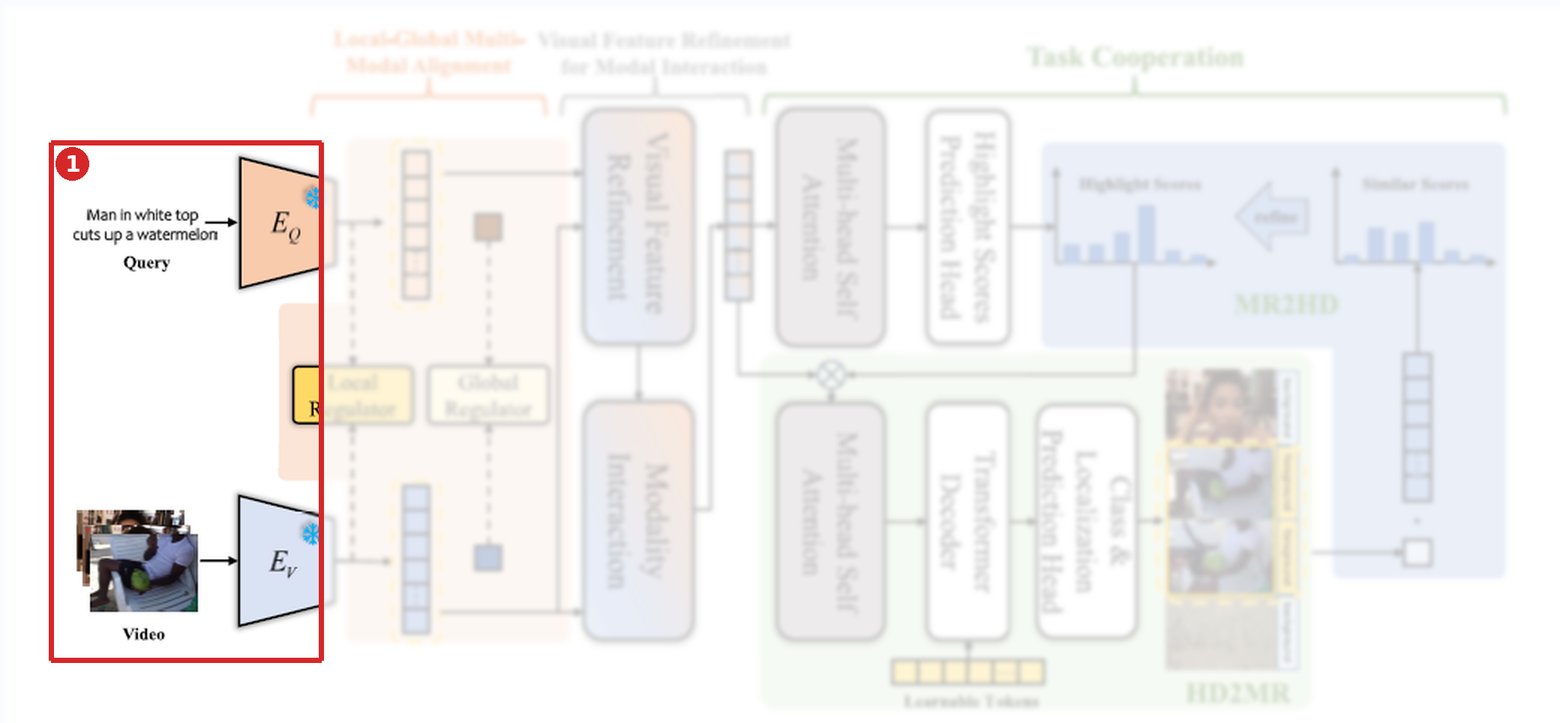 Local-Global Multi-
Modal Alignment
Visual Feature Refinement
for Modal Interaction
Task Cooperation
1
Man in white top
cuts up a watermelon
Query
E_Q
Visual Feature
Refinement
Multi-head Self
Attention
Highlight Scores
Prediction Head
Highlight Scores
refine
Similar Scores
MR2HD
Local
Regulator
Global
Regulator
Modality
Interaction
Multi-head Self
Attention
Transformer
Decoder
Class &
Localization
Prediction Head
E_V
Video
Learnable Tokens
HD2MR